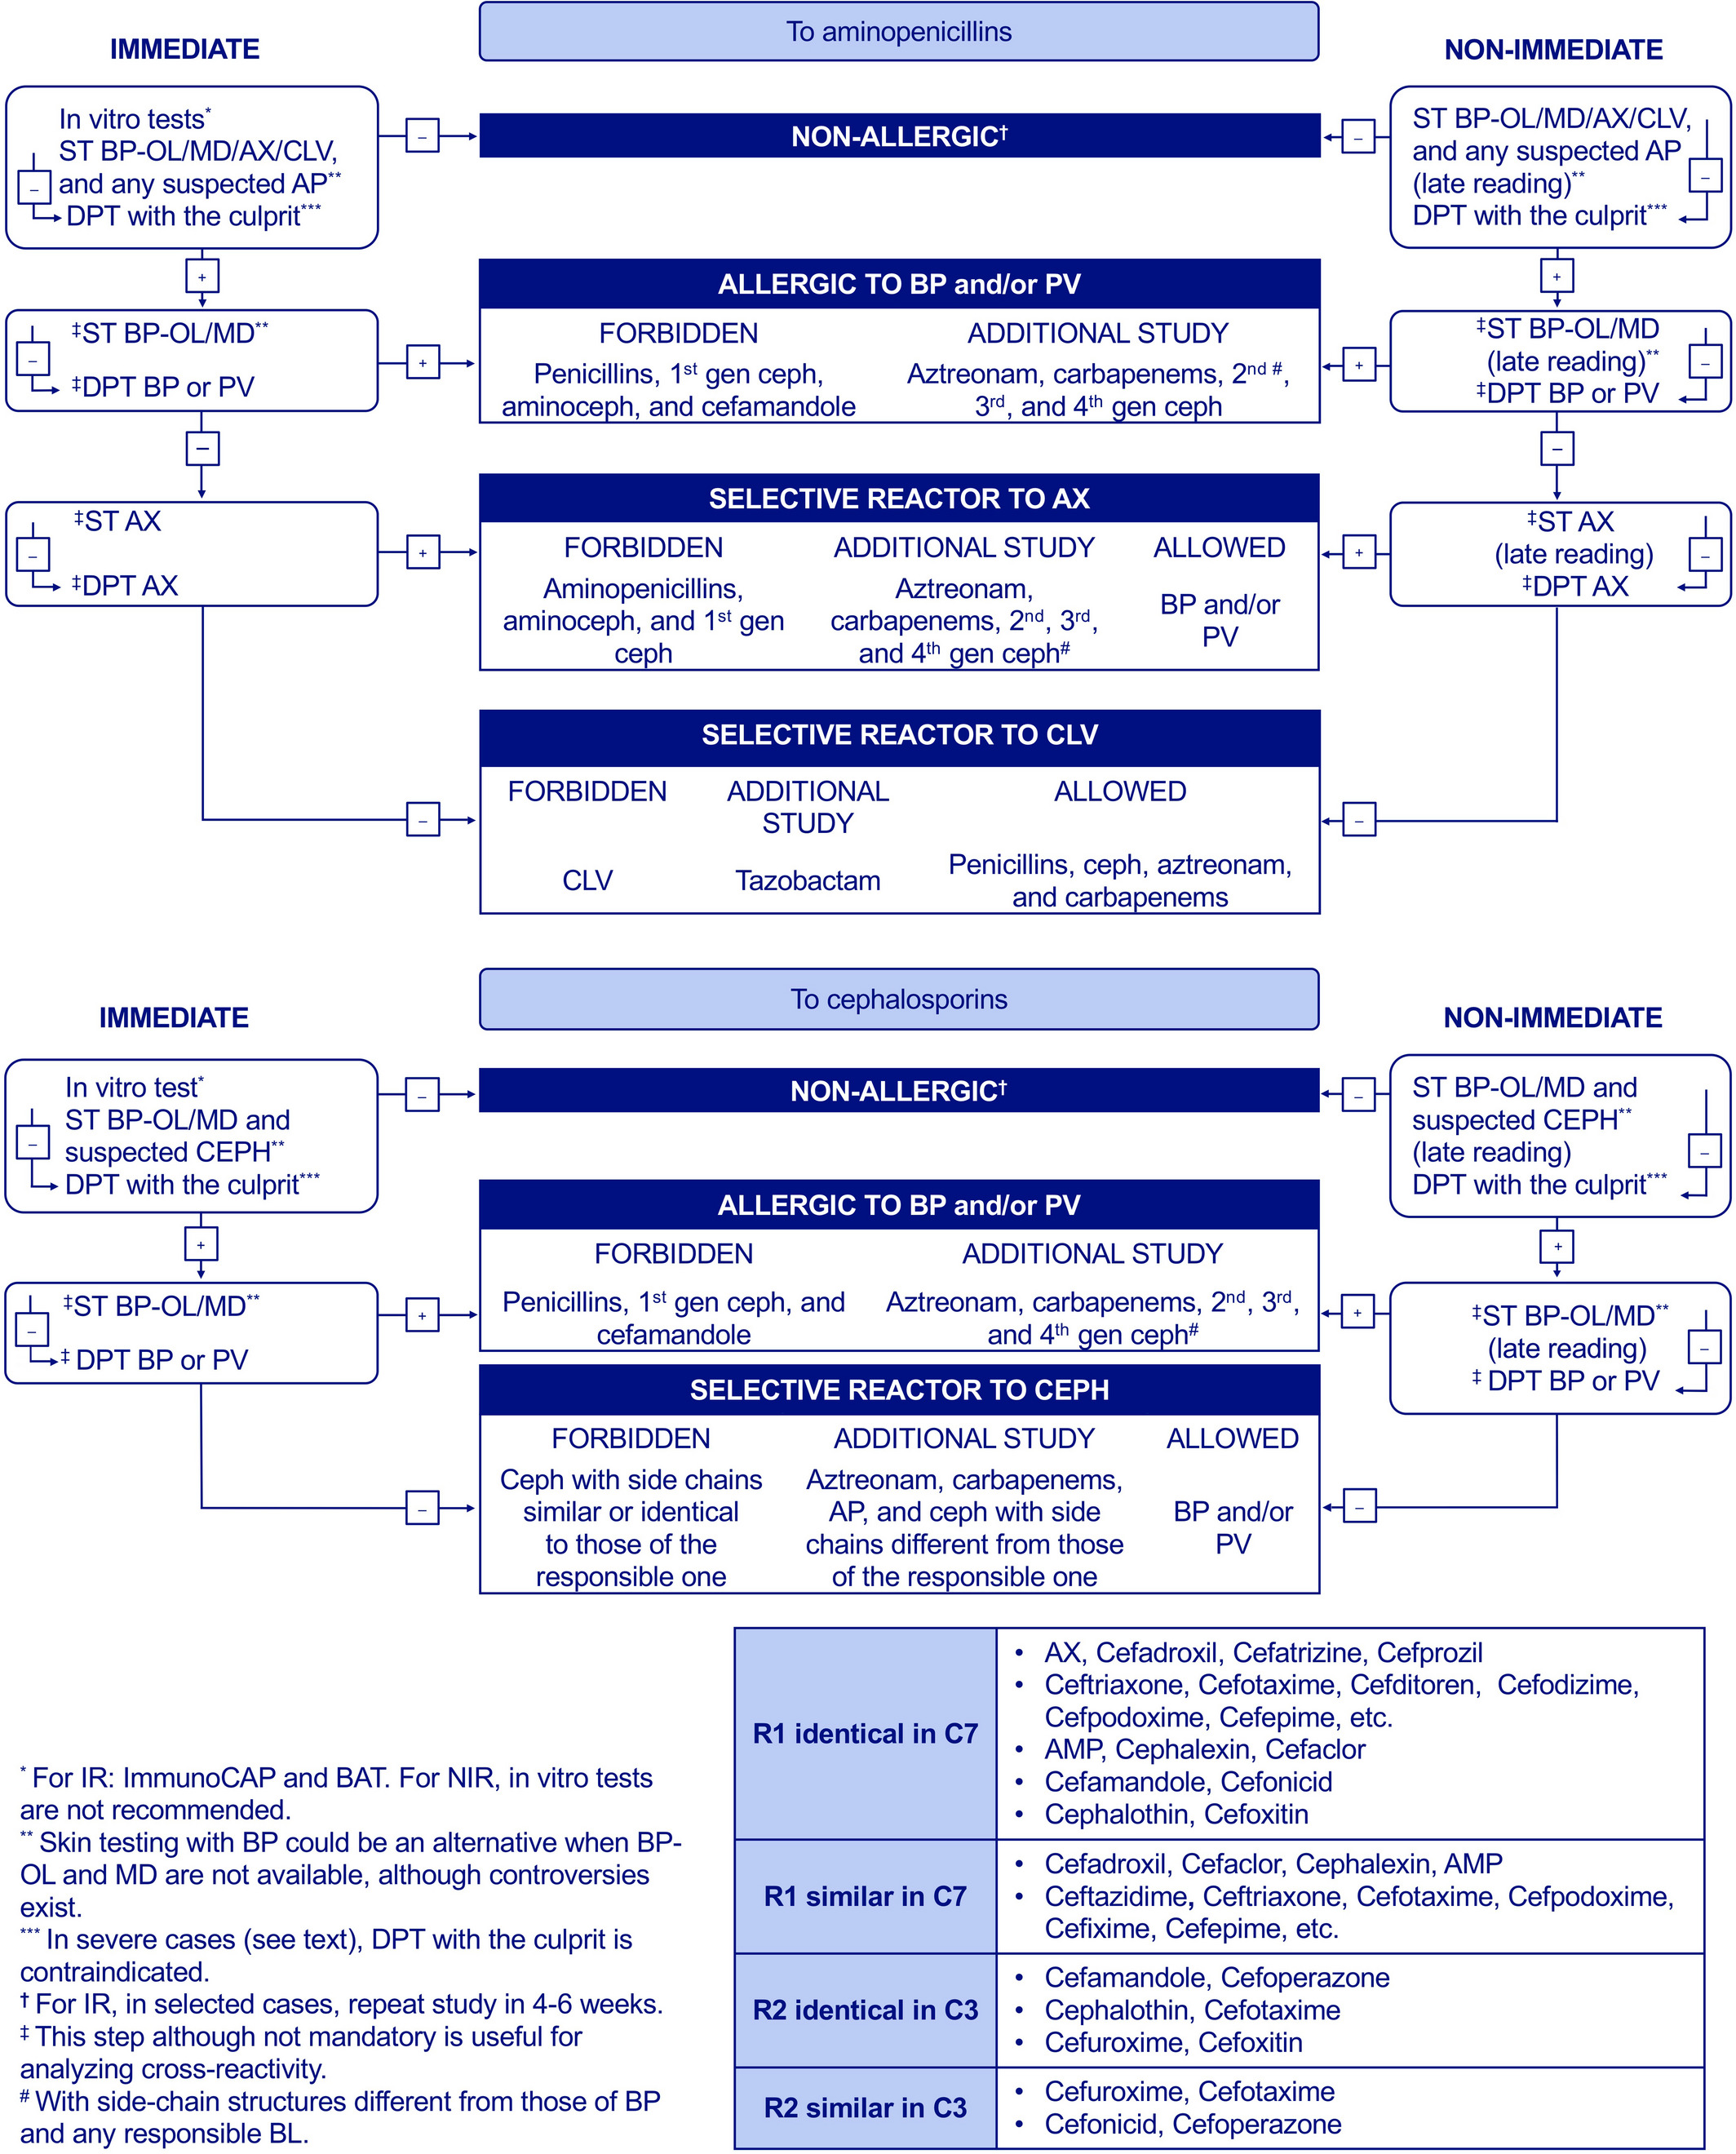 To aminopenicillins
IMMEDIATE
NON-IMMEDIATE
In vitro tests*
ST BP-OL/MD/AX/CLV,
and any suspected AP**
DPT with the culprit***
–
–
NON-ALLERGIC†
–
ST BP-OL/MD/AX/CLV,
and any suspected AP
(late reading)**
DPT with the culprit***
–
+
+
‡ST BP-OL/MD**
‡DPT BP or PV
–
+
ALLERGIC TO BP and/or PV
FORBIDDEN
Penicillins, 1st gen ceph,
aminoceph, and cefamandole
ADDITIONAL STUDY
Aztreonam, carbapenems, 2nd #,
3rd, and 4th gen ceph
+
‡ST BP-OL/MD
(late reading)**
‡DPT BP or PV
–
–
–
‡ST AX
‡DPT AX
–
+
SELECTIVE REACTOR TO AX
FORBIDDEN
Aminopenicillins,
aminoceph, and 1st gen
ceph
ADDITIONAL STUDY
Aztreonam,
carbapenems, 2nd, 3rd,
and 4th gen ceph#
ALLOWED
BP and/or
PV
+
‡ST AX
(late reading)
‡DPT AX
–
–
SELECTIVE REACTOR TO CLV
FORBIDDEN
CLV
ADDITIONAL
STUDY
Tazobactam
ALLOWED
Penicillins, ceph, aztreonam,
and carbapenems
–
To cephalosporins
IMMEDIATE
NON-IMMEDIATE
In vitro test*
ST BP-OL/MD and
suspected CEPH**
DPT with the culprit***
–
–
NON-ALLERGIC†
–
ST BP-OL/MD and
suspected CEPH**
(late reading)
DPT with the culprit***
–
+
+
‡ST BP-OL/MD**
‡ DPT BP or PV
–
+
ALLERGIC TO BP and/or PV
FORBIDDEN
Penicillins, 1st gen ceph, and
cefamandole
ADDITIONAL STUDY
Aztreonam, carbapenems, 2nd, 3rd,
and 4th gen ceph#
+
‡ST BP-OL/MD**
(late reading)
‡ DPT BP or PV
–
–
SELECTIVE REACTOR TO CEPH
FORBIDDEN
Ceph with side chains
similar or identical
to those of the
responsible one
ADDITIONAL STUDY
Aztreonam, carbapenems,
AP, and ceph with side
chains different from those
of the responsible one
ALLOWED
BP and/or
PV
–
R1 identical in C7
• AX, Cefadroxil, Cefatrizine, Cefprozil
• Ceftriaxone, Cefotaxime, Cefditoren, Cefodizime,
Cefpodoxime, Cefepime, etc.
• AMP, Cephalexin, Cefaclor
• Cefamandole, Cefonicid
• Cephalothin, Cefoxitin
R1 similar in C7
• Cefadroxil, Cefaclor, Cephalexin, AMP
• Ceftazidime, Ceftriaxone, Cefotaxime, Cefpodoxime,
Cefixime, Cefepime, etc.
R2 identical in C3
• Cefamandole, Cefoperazone
• Cephalothin, Cefotaxime
• Cefuroxime, Cefoxitin
R2 similar in C3
• Cefuroxime, Cefotaxime
• Cefonicid, Cefoperazone
* For IR: ImmunoCAP and BAT. For NIR, in vitro tests
are not recommended.
** Skin testing with BP could be an alternative when BP-
OL and MD are not available, although controversies
exist.
*** In severe cases (see text), DPT with the culprit is
contraindicated.
† For IR, in selected cases, repeat study in 4-6 weeks.
‡ This step although not mandatory is useful for
analyzing cross-reactivity.
# With side-chain structures different from those of BP
and any responsible BL.